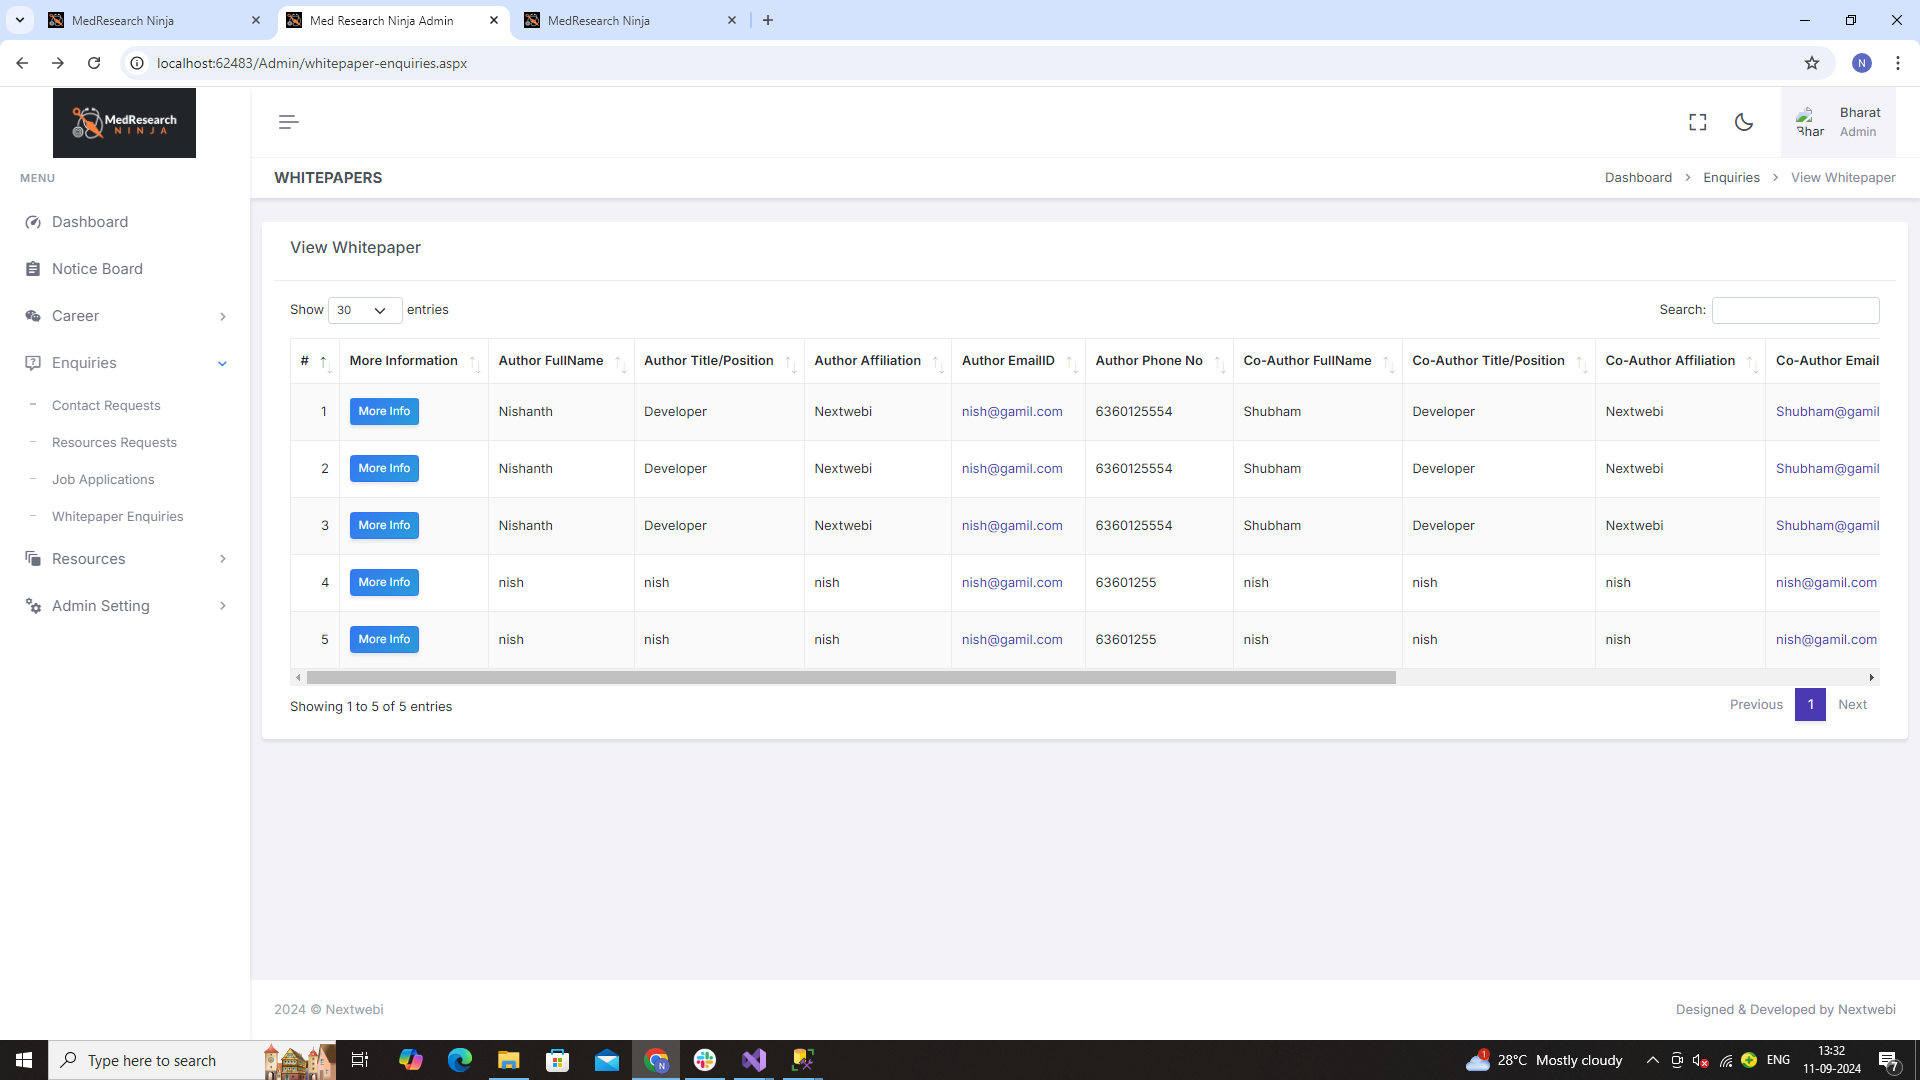 MedResearch Ninja
Med Research Ninja Admin
MedResearch Ninja
localhost:62483/Admin/whitepaper-enquiries.aspx
N
MedResearch
NINJA
Bhar
Bharat
Admin
MENU
Dashboard
Notice Board
Career
Enquiries
Contact Requests
Resources Requests
Job Applications
Whitepaper Enquiries
Resources
Admin Setting
WHITEPAPERS
Dashboard > Enquiries > View Whitepaper
View Whitepaper
Show 30 entries
Search:
# More Information Author FullName Author Title/Position Author Affiliation Author EmailID Author Phone No Co-Author FullName Co-Author Title/Position Co-Author Affiliation Co-Author Email
1 More Info Nishanth Developer Nextwebi nish@gamil.com 6360125554 Shubham Developer Nextwebi Shubham@gamil
2 More Info Nishanth Developer Nextwebi nish@gamil.com 6360125554 Shubham Developer Nextwebi Shubham@gamil
3 More Info Nishanth Developer Nextwebi nish@gamil.com 6360125554 Shubham Developer Nextwebi Shubham@gamil
4 More Info nish nish nish nish@gamil.com 63601255 nish nish nish nish@gamil.com
5 More Info nish nish nish nish@gamil.com 63601255 nish nish nish nish@gamil.com
Showing 1 to 5 of 5 entries
Previous 1 Next
2024 © Nextwebi
Designed & Developed by Nextwebi
Type here to search
N
1
28°C Mostly cloudy
ENG
13:32
11-09-2024
7